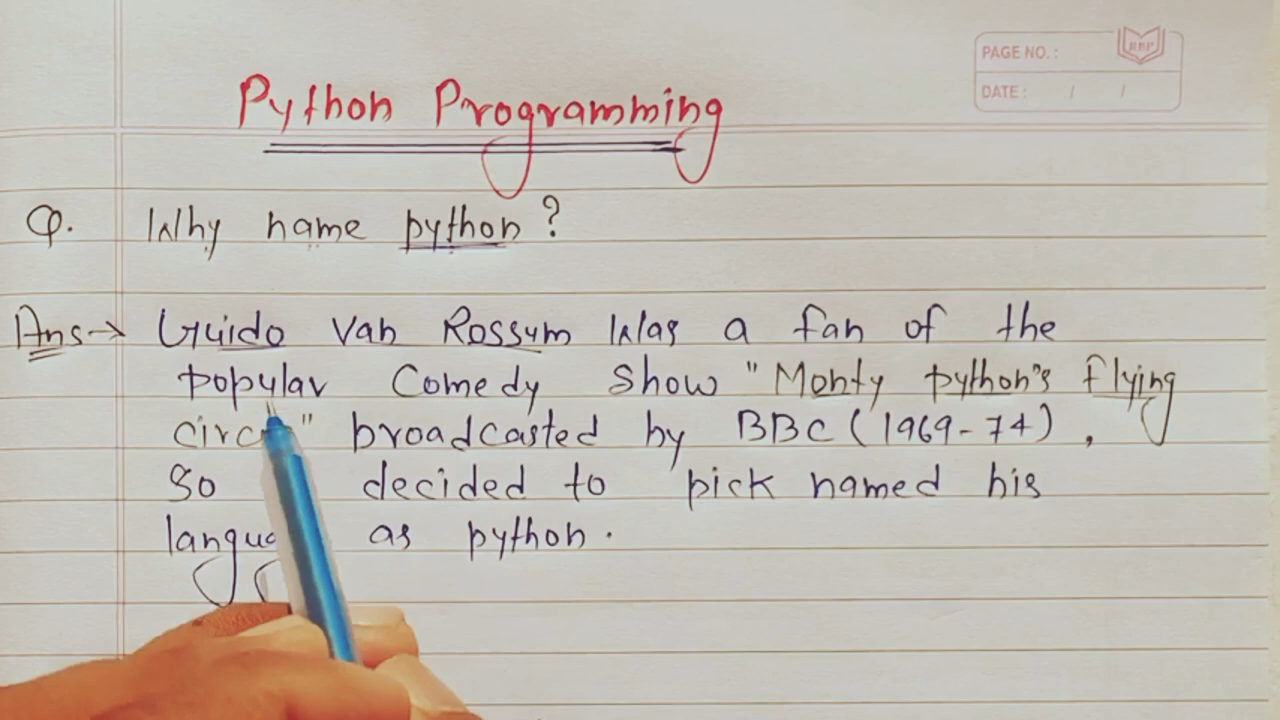 PAGE NO. :
RRP
DATE : / /
Python Programming
Q. Why name python ?
Ans→ Guido Van Rossum Was a fan of the
popular Comedy Show "Monty python's flying
" broadcasted by BBC (1969-74) ,
So decided to pick named his
as python.